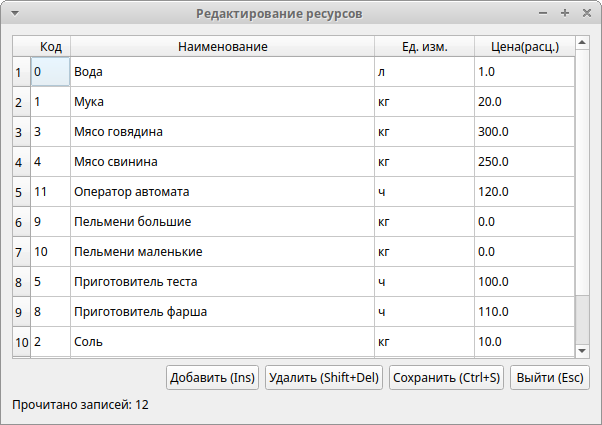 Редактирование ресурсов
Код Наименование Ед. изм. Цена(расц.)
1 0 Вода л 1.0
2 1 Мука кг 20.0
3 3 Мясо говядина кг 300.0
4 4 Мясо свинина кг 250.0
5 11 Оператор автомата ч 120.0
6 9 Пельмени большие кг 0.0
7 10 Пельмени маленькие кг 0.0
8 5 Приготовитель теста ч 100.0
9 8 Приготовитель фарша ч 110.0
10 2 Соль кг 10.0
Добавить (Ins) Удалить (Shift+Del) Сохранить (Ctrl+S) Выйти (Esc)
Прочитано записей: 12